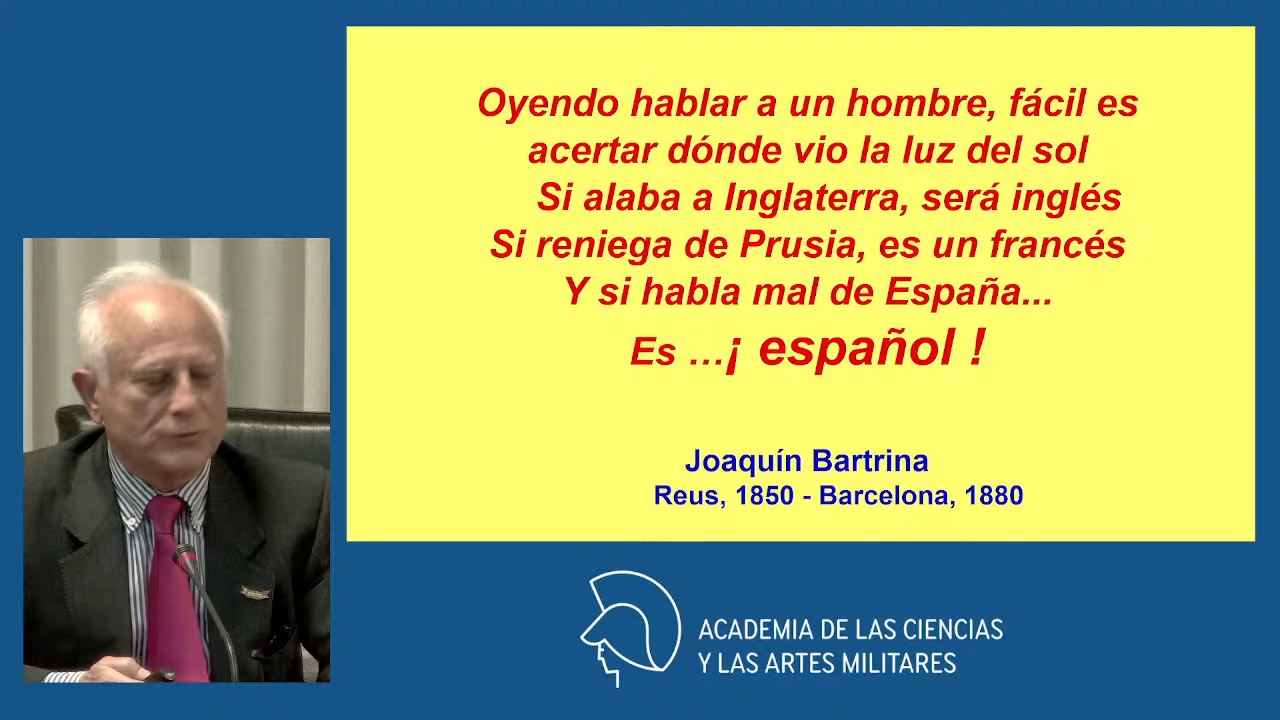 Oyendo hablar a un hombre, fácil es
acertar dónde vio la luz del sol
Si alaba a Inglaterra, será inglés
Si reniega de Prusia, es un francés
Y si habla mal de España...
Es ...¡ español !
Joaquín Bartrina
Reus, 1850 - Barcelona, 1880
ACADEMIA DE LAS CIENCIAS
Y LAS ARTES MILITARES